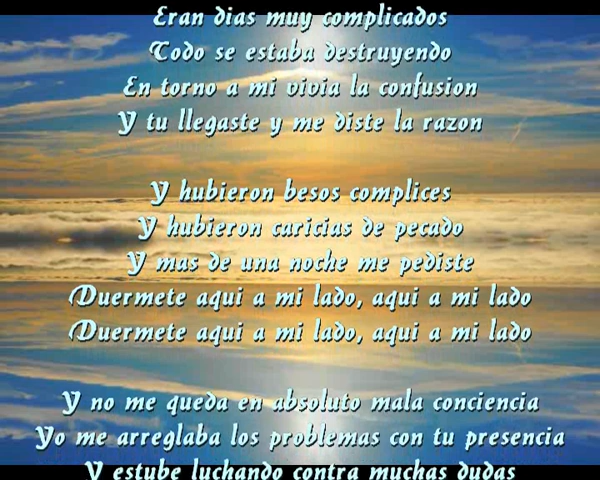 Eran dias muy complicados
Todo se estaba destruyendo
En torno a mi vivia la confusion
Y tu llegaste y me diste la razon
Y hubieron besos complices
Y hubieron caricias de pecado
Y mas de una noche me pediste
Duermete aqui a mi lado, aqui a mi lado
Duermete aqui a mi lado, aqui a mi lado
Y no me queda en absoluto mala conciencia
Yo me arreglaba los problemas con tu presencia
Y estube luchando contra muchas dudas